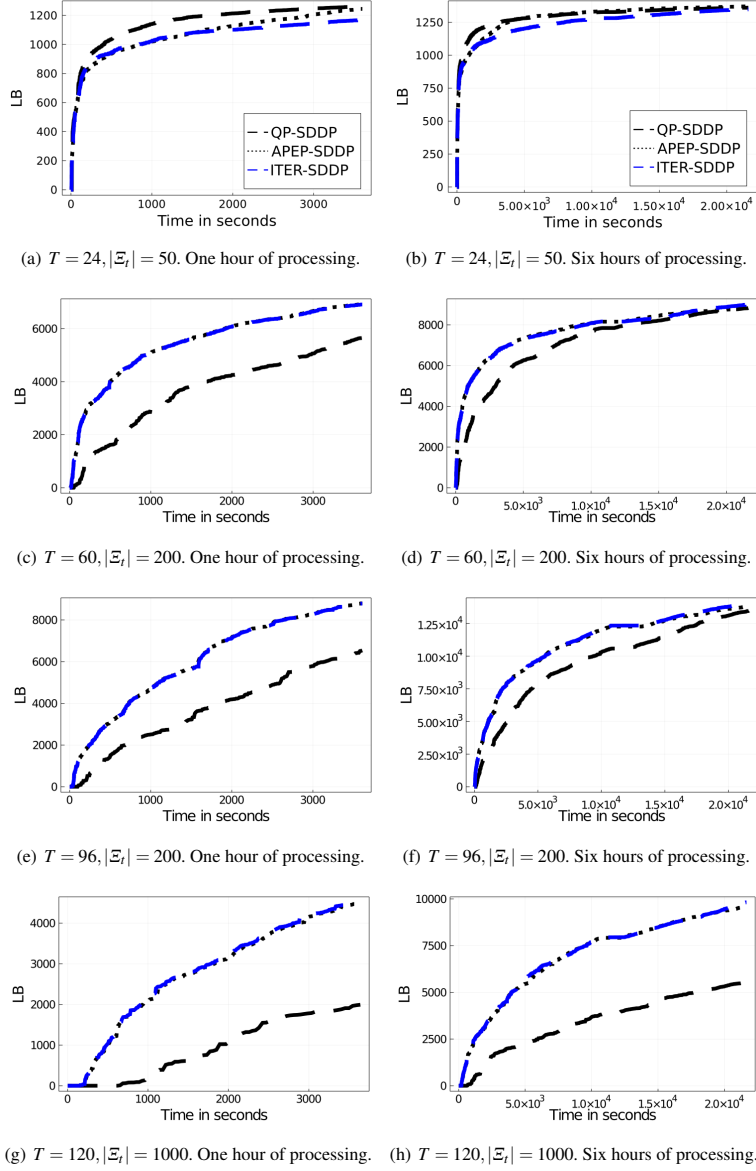 1200
1000
800
600
400
200
0
LB
QP-SDDP
APEP-SDDP
ITER-SDDP
0 1000 2000 3000
Time in seconds
(a) T = 24, |Ξt| = 50. One hour of processing.
1250
1000
750
500
250
0
LB
QP-SDDP
APEP-SDDP
ITER-SDDP
0 5.00×10³ 1.00×10⁴ 1.50×10⁴ 2.01×10⁴
Time in seconds
(b) T = 24, |Ξt| = 50. Six hours of processing.
6000
4000
2000
0
LB
0 1000 2000 3000
Time in seconds
(c) T = 60, |Ξt| = 200. One hour of processing.
8000
6000
4000
2000
0
LB
0 5.0×10³ 1.0×10⁴ 1.5×10⁴ 2.0×10⁴
Time in seconds
(d) T = 60, |Ξt| = 200. Six hours of processing.
8000
6000
4000
2000
0
LB
0 1000 2000 3000
Time in seconds
(e) T = 96, |Ξt| = 200. One hour of processing.
1.25×10⁴
1.00×10⁴
7.50×10³
5.00×10³
2.50×10³
0
LB
0 5.0×10³ 1.0×10⁴ 1.5×10⁴ 2.0×10⁴
Time in seconds
(f) T = 96, |Ξt| = 200. Six hours of processing.
4000
3000
2000
1000
0
LB
0 1000 2000 3000
Time in seconds
(g) T = 120, |Ξt| = 1000. One hour of processing.
10000
7500
5000
2500
0
LB
0 5.0×10³ 1.0×10⁴ 1.5×10⁴ 2.0×10⁴
Time in seconds
(h) T = 120, |Ξt| = 1000. Six hours of processing.